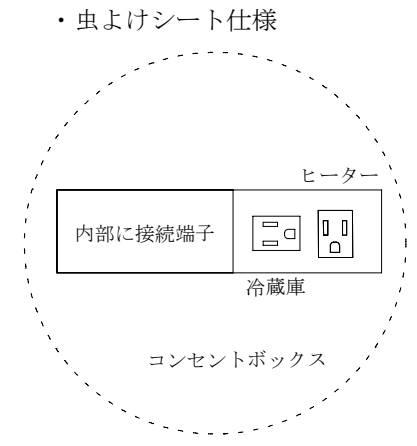 ・虫よけシート仕様
ヒーター
内部に接続端子
冷蔵庫
コンセントボックス